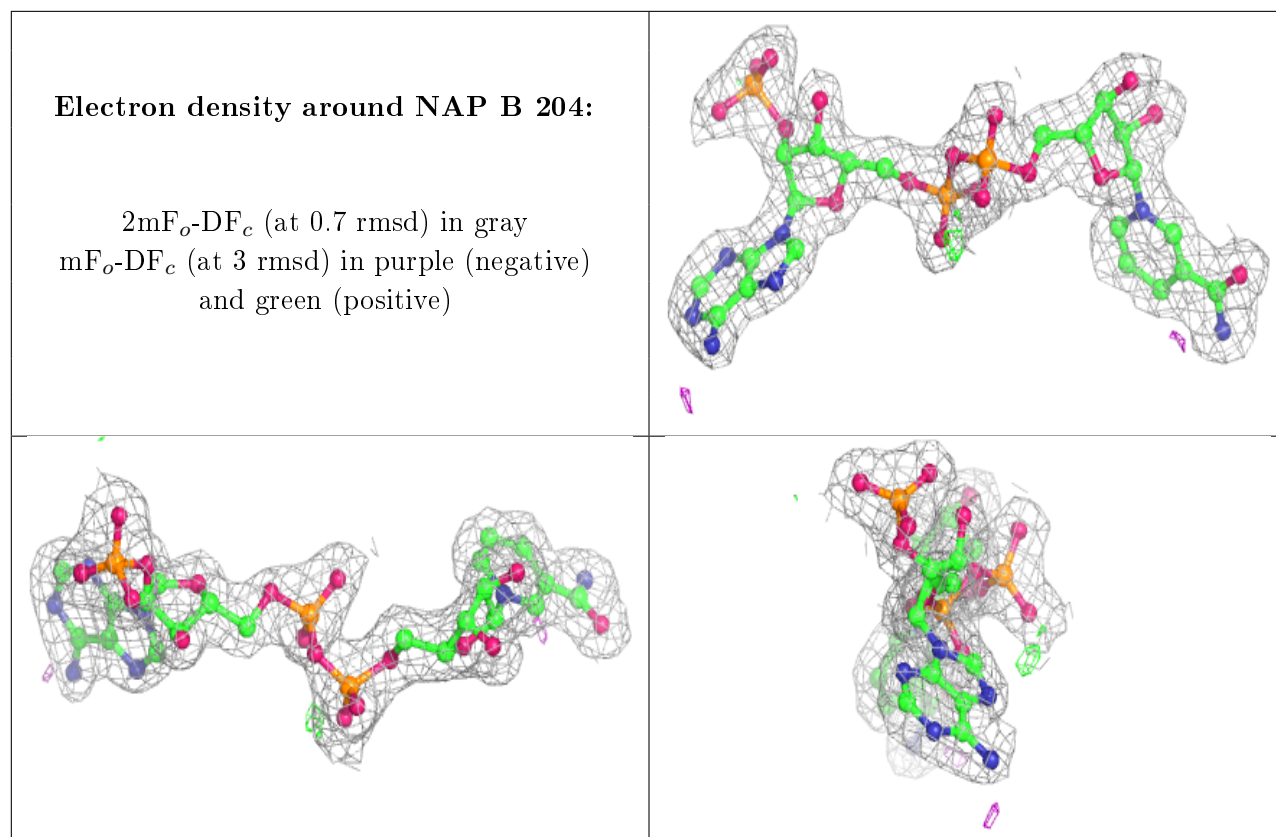 Electron density around NAP B 204:
2mFₒ-DF𝒸 (at 0.7 rmsd) in gray
mFₒ-DF𝒸 (at 3 rmsd) in purple (negative)
and green (positive)